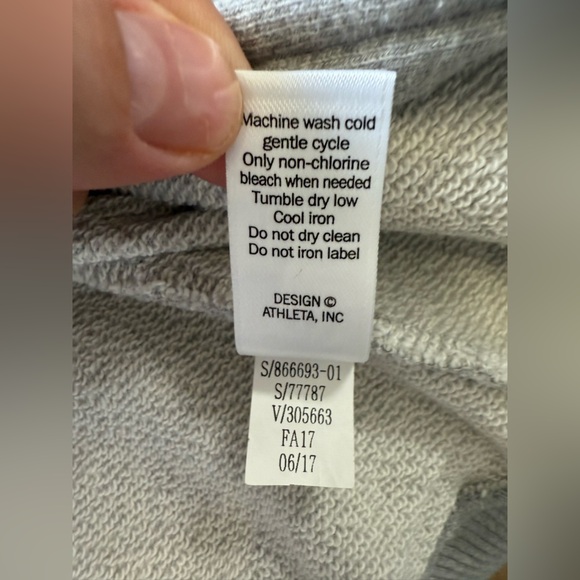 Machine wash cold
gentle cycle
Only non-chlorine
bleach when needed
Tumble dry low
Cool iron
Do not dry clean
Do not iron label
DESIGN ©
ATHLETA, INC
S/866693-01
S/77787
V/305663
FA17
06/17